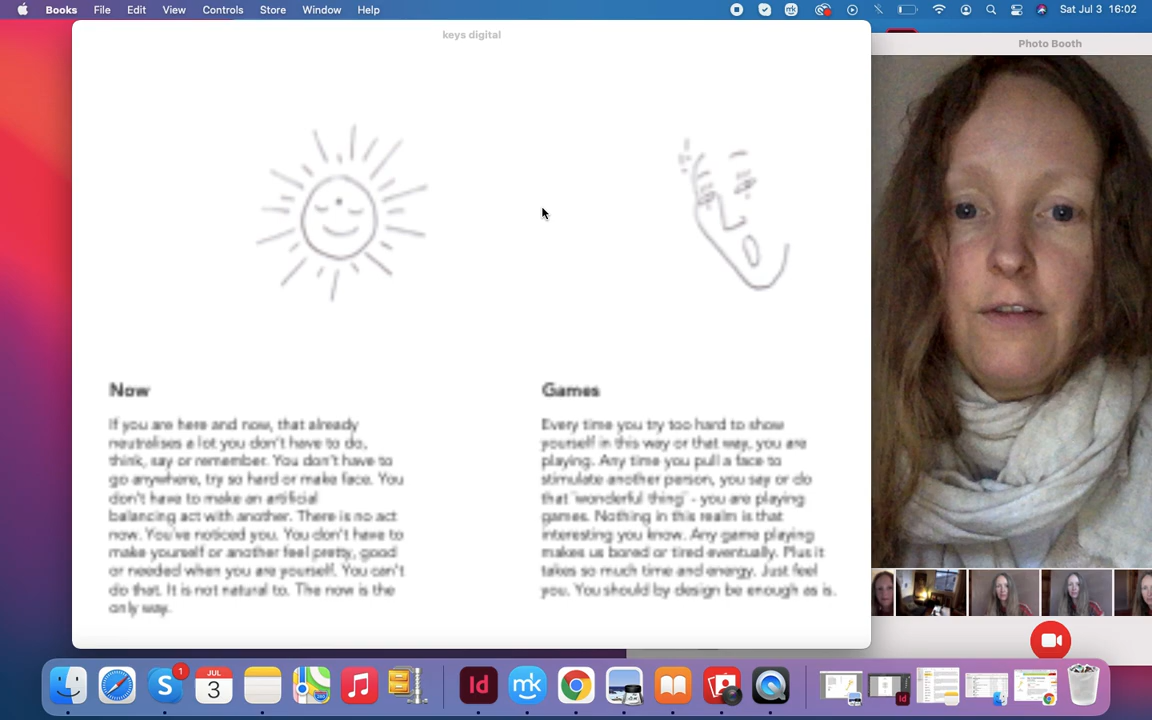 Books File Edit View Controls Store Window Help Sat Jul 3 16:02
keys digital
Photo Booth
Now
If you are here and now, that already
neutralises a lot you don't have to do,
think, say or remember. You don't have to
go anywhere, try so hard or make face. You
don't have to make an artificial
balancing act with another. There is no act
now. You've noticed you. You don't have to
make yourself or another feel pretty, good
or needed when you are yourself. You can't
do that. It is not natural to. The now is the
only way.
Games
Every time you try too hard to show
yourself in this way or that way, you are
playing. Any time you pull a face to
stimulate another person, you say or do
that "wonderful thing" - you are playing
games. Nothing in this realm is that
interesting you know. Any game playing
makes us bored or tired eventually. Plus it
takes so much time and energy. Just feel
you. You should by design be enough as is.
1
JUL
3
Id
mk